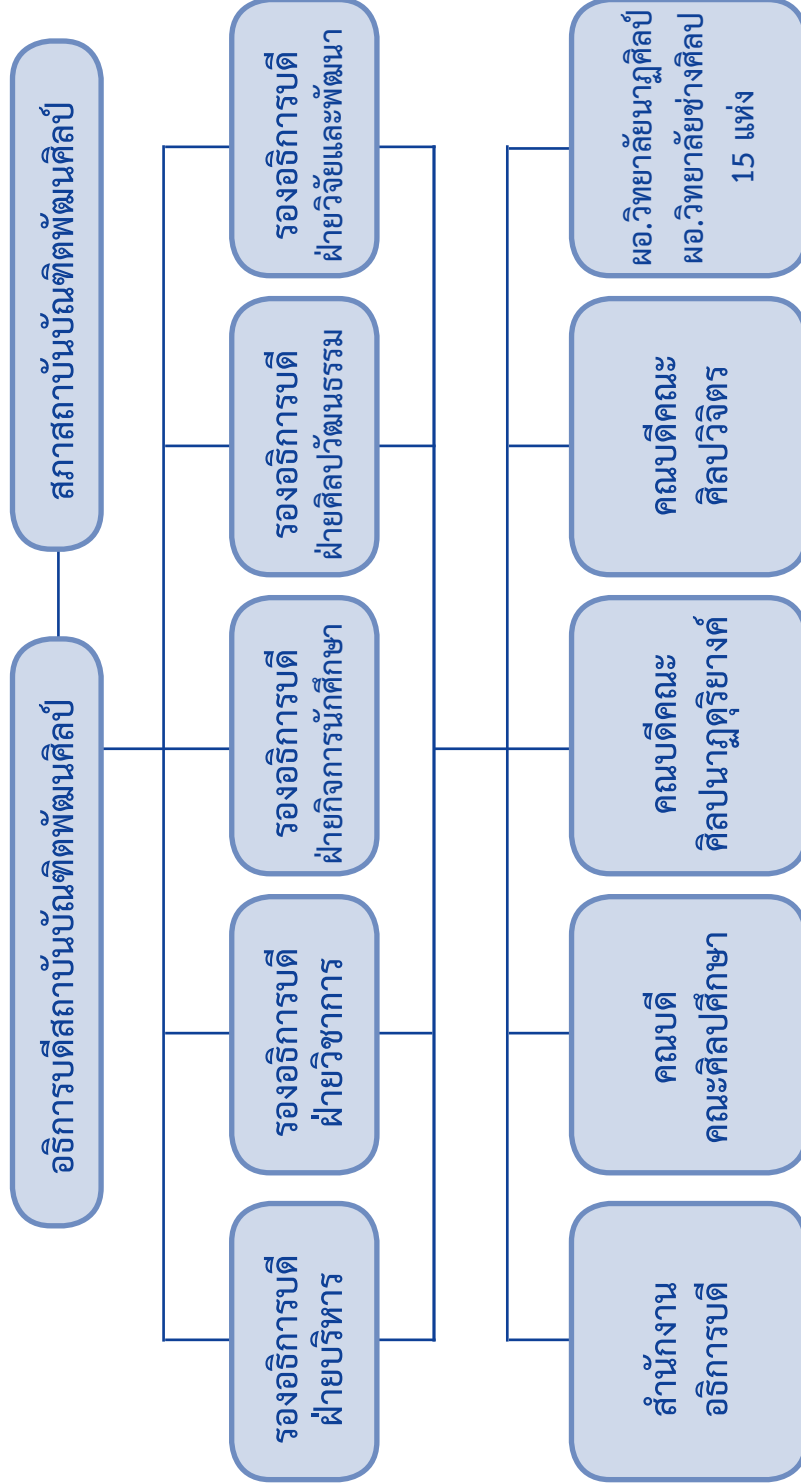 สภาสถาบันบัณฑิตพัฒนศิลป์
อธิการบดีสถาบันบัณฑิตพัฒนศิลป์
รองอธิการบดี
ฝ่ายบริหาร
รองอธิการบดี
ฝ่ายวิชาการ
รองอธิการบดี
ฝ่ายกิจการนักศึกษา
รองอธิการบดี
ฝ่ายศิลปวัฒนธรรม
รองอธิการบดี
ฝ่ายวิจัยและพัฒนา
สำนักงาน
อธิการบดี
คณบดี
คณะศิลปศึกษา
คณบดีคณะ
ศิลปนาฏดุริยางค์
คณบดีคณะ
ศิลปวิจิตร
ผอ.วิทยาลัยนาฏศิลป์
ผอ.วิทยาลัยช่างศิลป
15 แห่ง